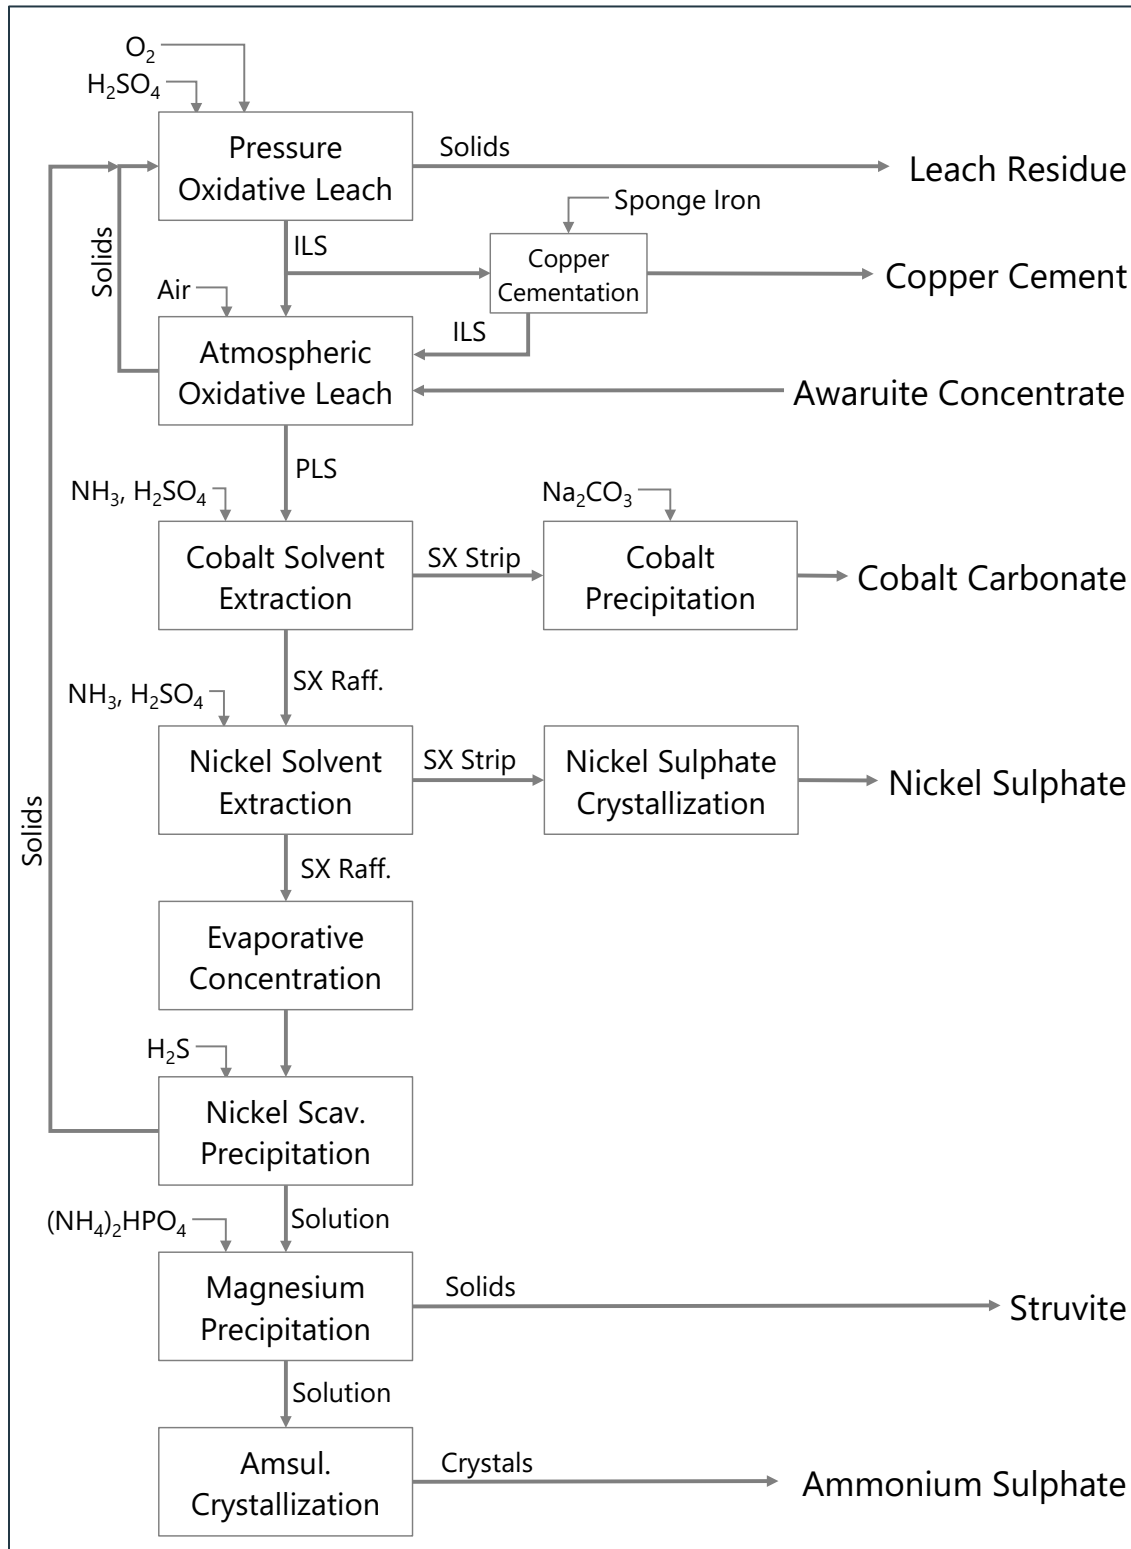 O₂
H₂SO₄
Pressure
Oxidative Leach
Solids
Leach Residue
Sponge Iron
ILS
Copper
Cementation
Copper Cement
Solids
Air
ILS
Atmospheric
Oxidative Leach
Awaruite Concentrate
PLS
NH₃, H₂SO₄
Na₂CO₃
Cobalt Solvent
Extraction
SX Strip
Cobalt
Precipitation
Cobalt Carbonate
SX Raff.
NH₃, H₂SO₄
Nickel Solvent
Extraction
SX Strip
Nickel Sulphate
Crystallization
Nickel Sulphate
Solids
SX Raff.
Evaporative
Concentration
H₂S
Nickel Scav.
Precipitation
Solution
(NH₄)₂HPO₄
Magnesium
Precipitation
Solids
Struvite
Solution
Amsul.
Crystallization
Crystals
Ammonium Sulphate